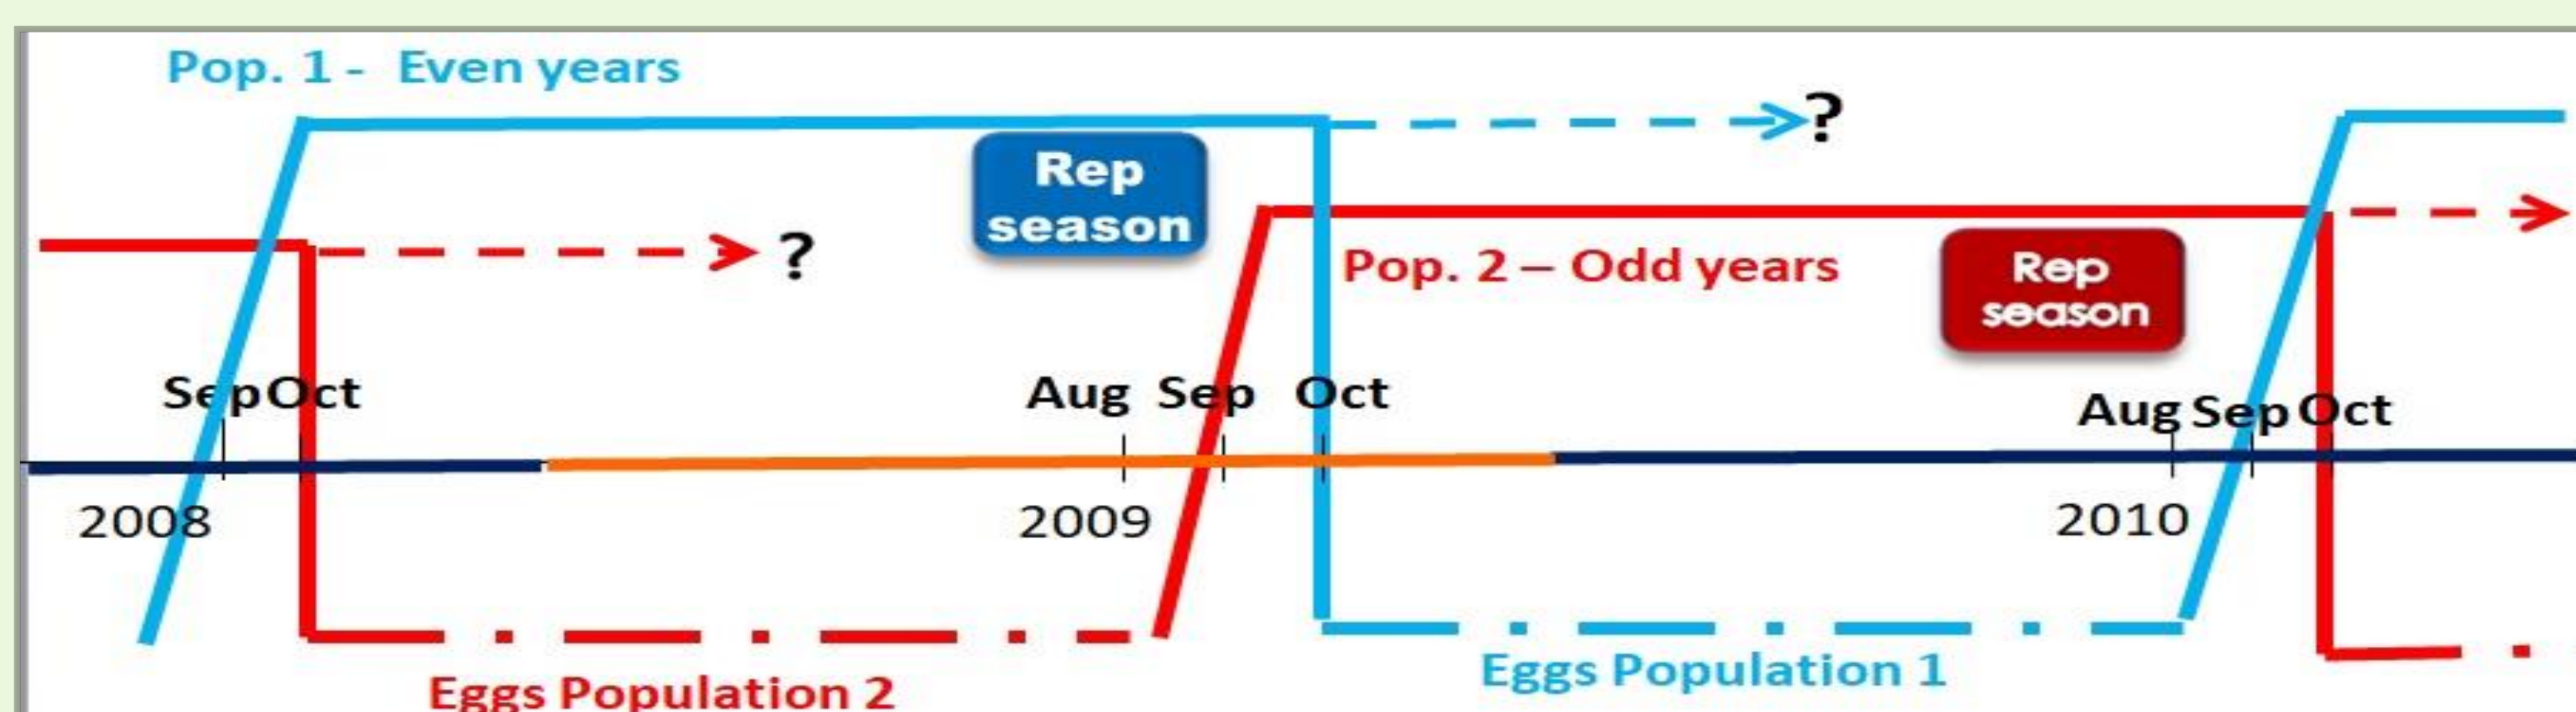 Pop. 1 - Even years
?
Rep
season
?
Pop. 2 – Odd years
Rep
season
Sep Oct
Aug Sep Oct
Aug Sep Oct
2008
2009
2010
Eggs Population 2
Eggs Population 1